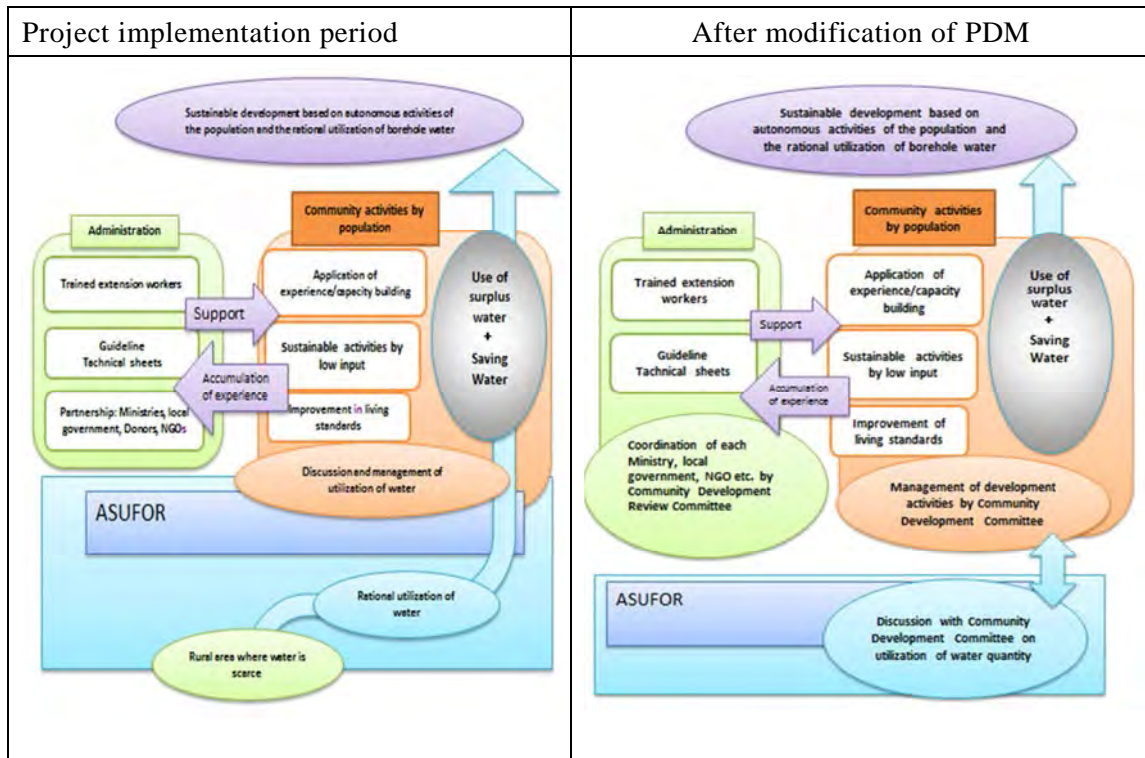 Project implementation period
Sustainable development based on autonomous activities of
the population and the rational utilization of borehole water
Community activities by
population
Administration
Trained extension workers
Guideline
Technical sheets
Partnership: Ministries, local
government, Donors, NGOs
Support
Accumulation
of experience
Application of
experience/capacity
building
Sustainable activities by
low input
Improvement in living
standards
Use of
surplus
water
+
Saving
Water
Discussion and management of
utilization of water
ASUFOR
Rational utilization of
water
Rural area where water is
scarce
After modification of PDM
Sustainable development based on
autonomous activities of the population and
the rational utilization of borehole water
Community activities
by population
Administration
Trained extension
workers
Guideline
Technical sheets
Support
Accumulation
of experience
Application of
experience/capacity
building
Sustainable activities
by low input
Improvement of
living standards
Use of
surplus
water
+
Saving
Water
Coordination of each
Ministry, local
government, NGO etc. by
Community Development
Review Committee
Management of development
activities by Community
Development Committee
ASUFOR
Discussion with Community
Development Committee on
utilization of water quantity